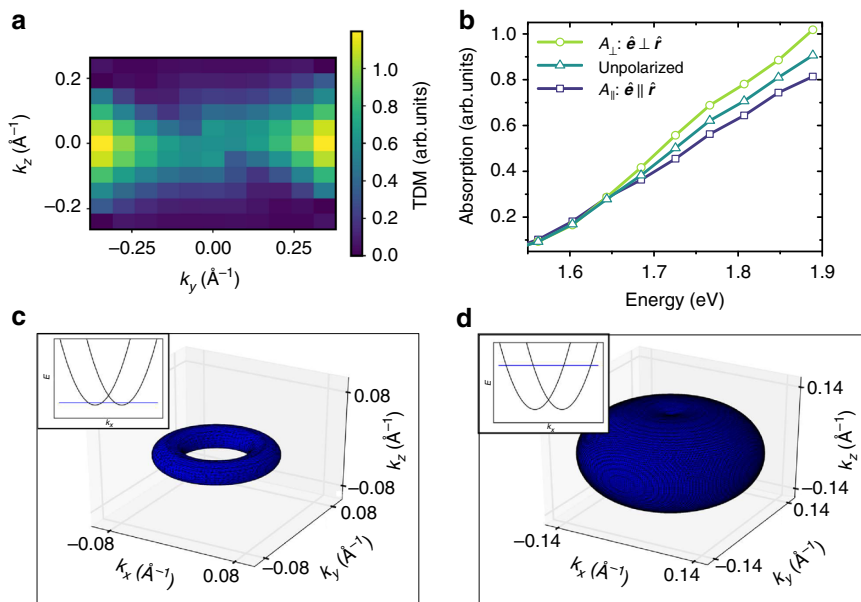 a
0.2
0.0
−0.2
k_z (Å⁻¹)
−0.25
0.00
0.25
k_y (Å⁻¹)
1.0
0.8
0.6
0.4
0.2
0.0
TDM (arb.units)
b
A⊥: ê ⊥ r̂
Unpolarized
A∥: ê ∥ r̂
1.0
0.8
0.6
0.4
0.2
Absorption (arb.units)
1.6
1.7
1.8
1.9
Energy (eV)
c
E
k_x
0.08
k_z (Å⁻¹)
−0.08
0.08
k_y (Å⁻¹)
−0.08
−0.08
k_x (Å⁻¹)
0.08
d
E
k_x
0.14
k_z (Å⁻¹)
−0.14
0.14
k_y (Å⁻¹)
−0.14
−0.14
k_x (Å⁻¹)
0.14